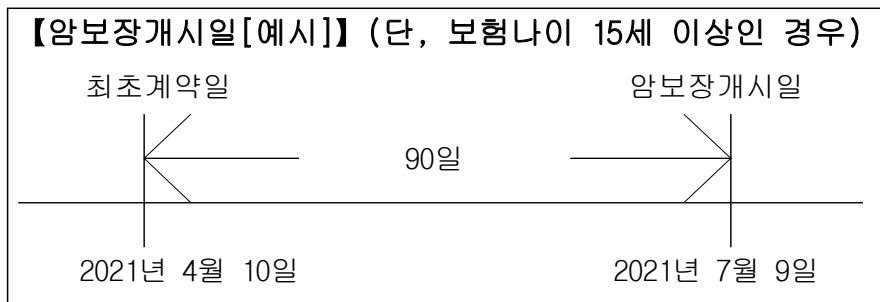 【암보장개시일[예시]】 (단, 보험나이 15세 이상인 경우)
최초계약일 암보장개시일
90일
2021년 4월 10일 2021년 7월 9일